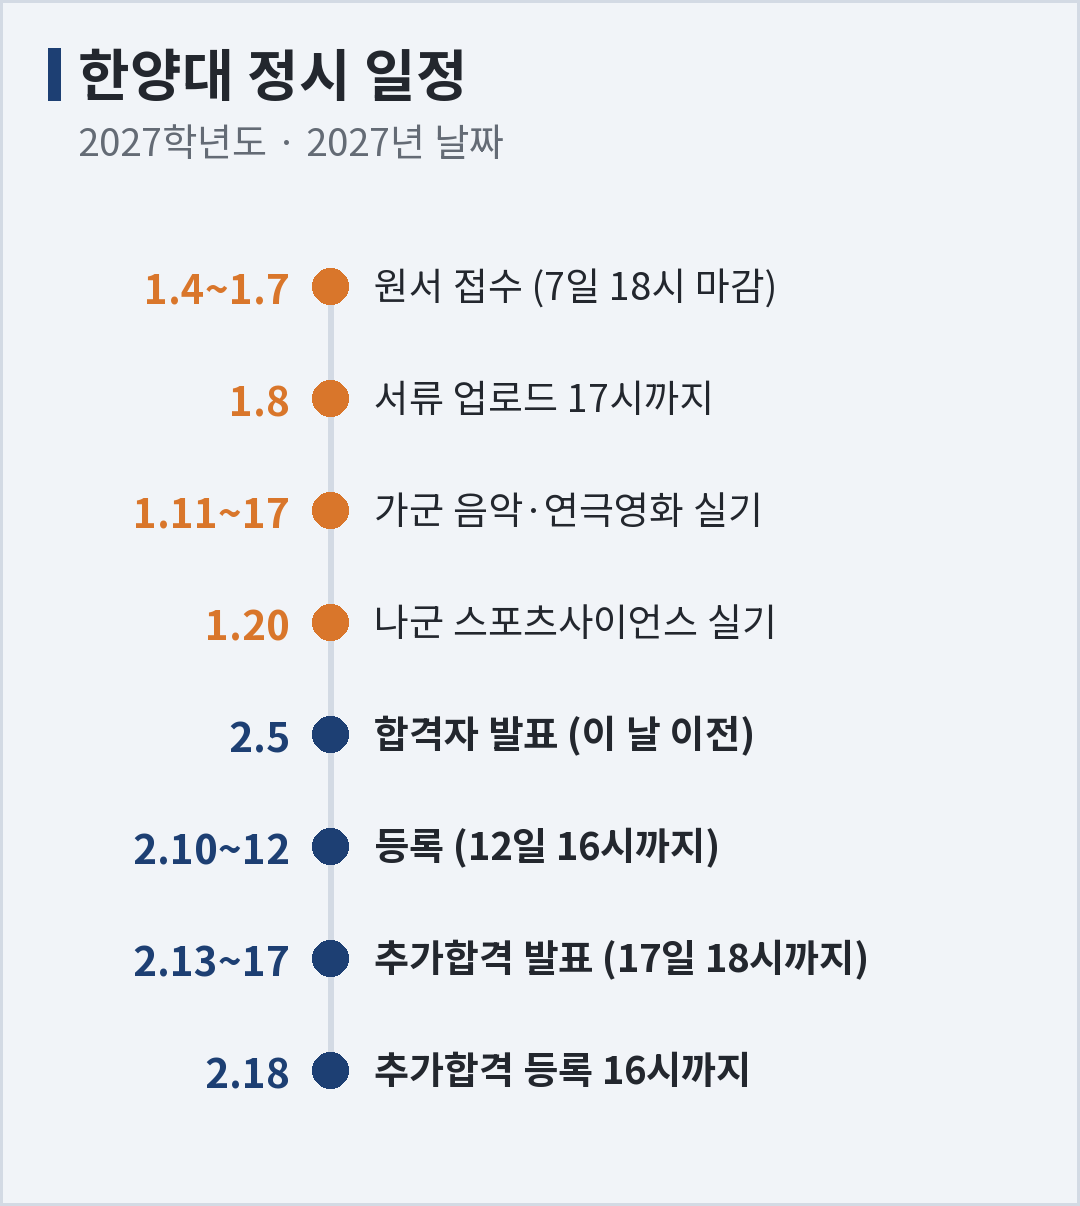 한양대 정시 일정
2027학년도 · 2027년 날짜
1.4~1.7 원서 접수 (7일 18시 마감)
1.8 서류 업로드 17시까지
1.11~17 가군 음악·연극영화 실기
1.20 나군 스포츠사이언스 실기
2.5 합격자 발표 (이 날 이전)
2.10~12 등록 (12일 16시까지)
2.13~17 추가합격 발표 (17일 18시까지)
2.18 추가합격 등록 16시까지